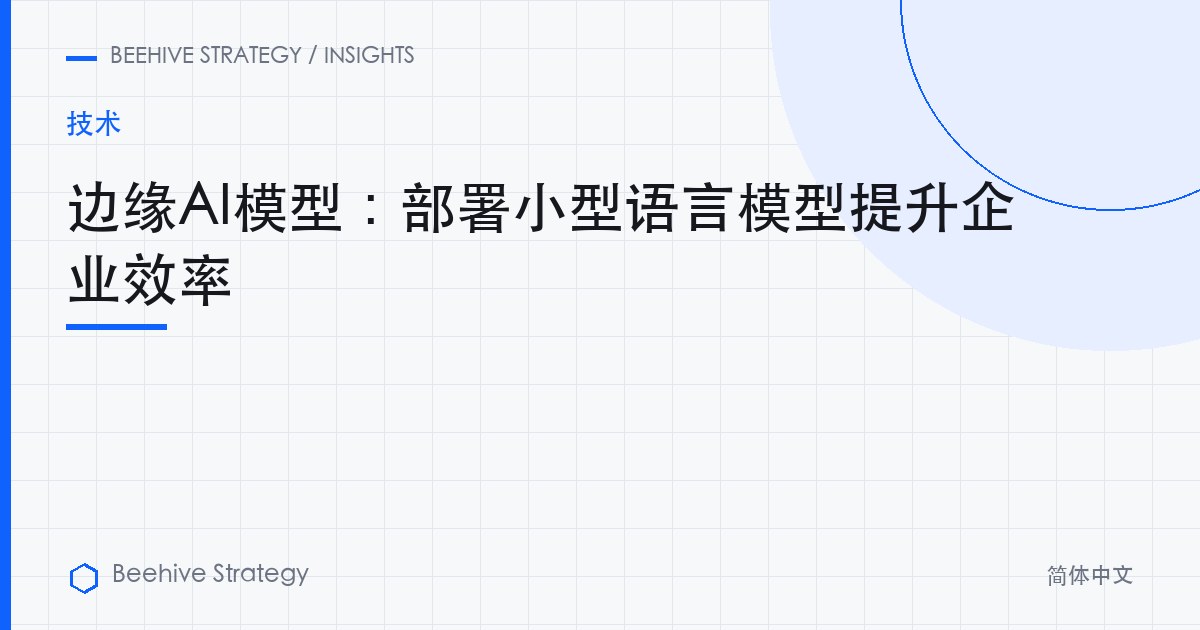 BEEHIVE STRATEGY / INSIGHTS
技术
边缘AI模型：部署小型语言模型提升企
业效率
Beehive Strategy
简体中文